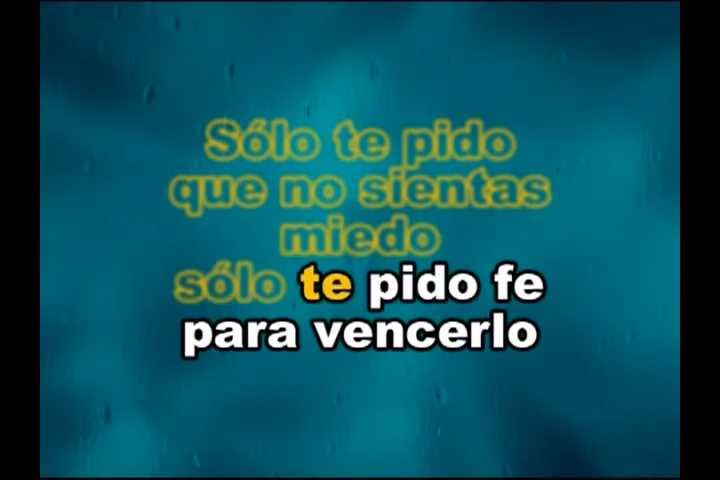 Sólo te pido
que no sientas
miedo
sólo te pido fe
para vencerlo